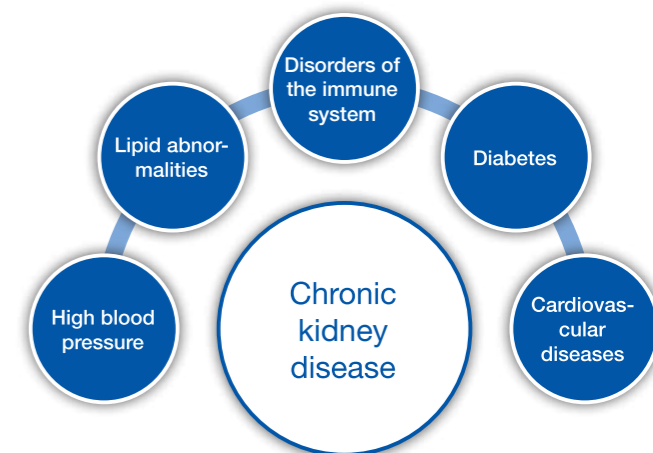 Disorders of
the immune
system
Lipid abnor-
malities
Diabetes
High blood
pressure
Chronic
kidney
disease
Cardiovas-
cular
diseases